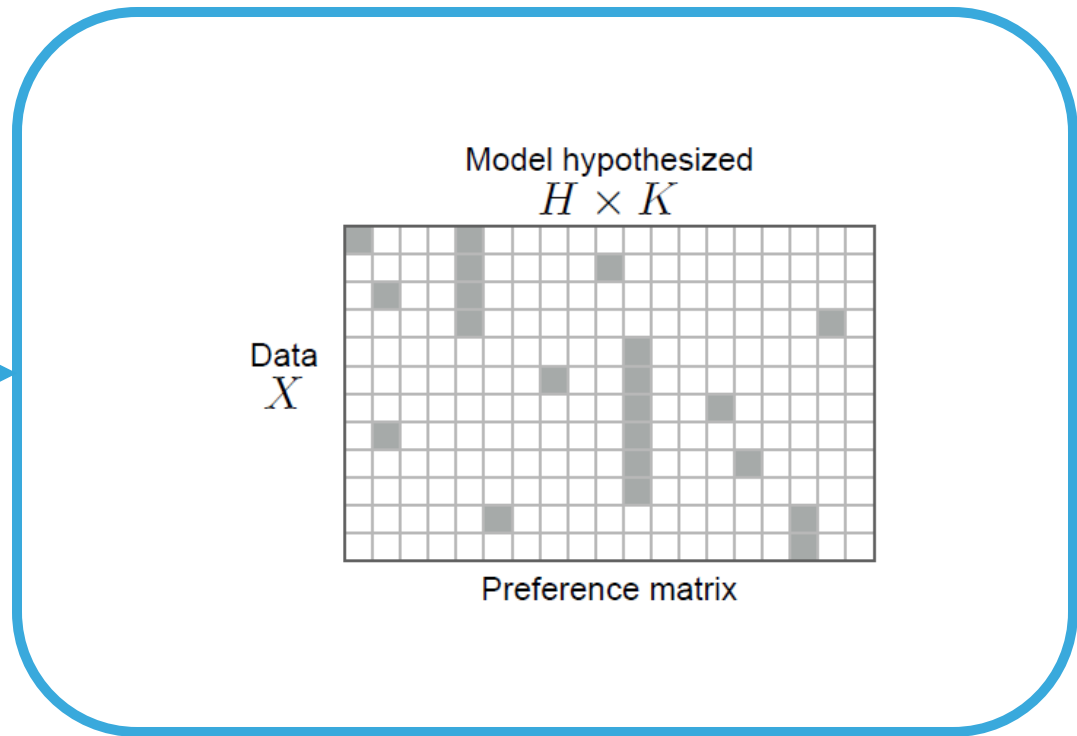 Model hypothesized
H × K
Data
X
Preference matrix